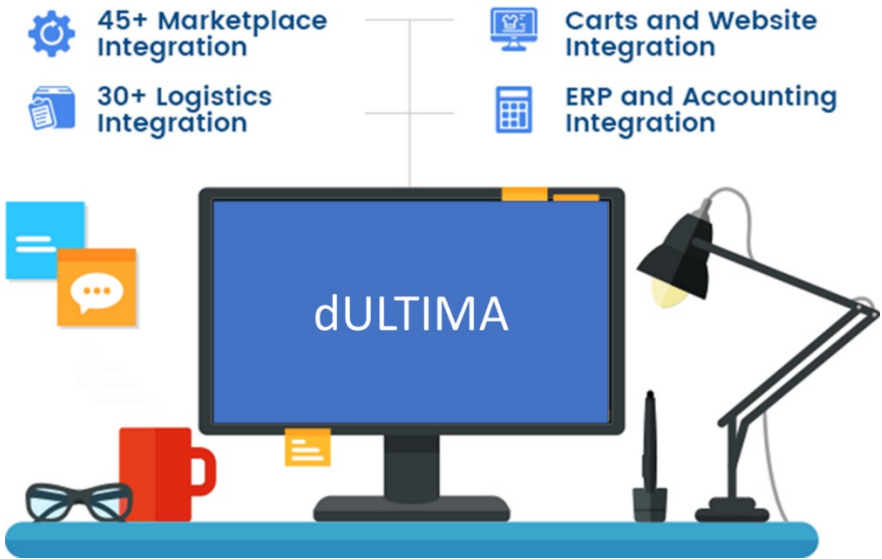 45+ Marketplace
Integration
Carts and Website
Integration
30+ Logistics
Integration
ERP and Accounting
Integration
dULTIMA